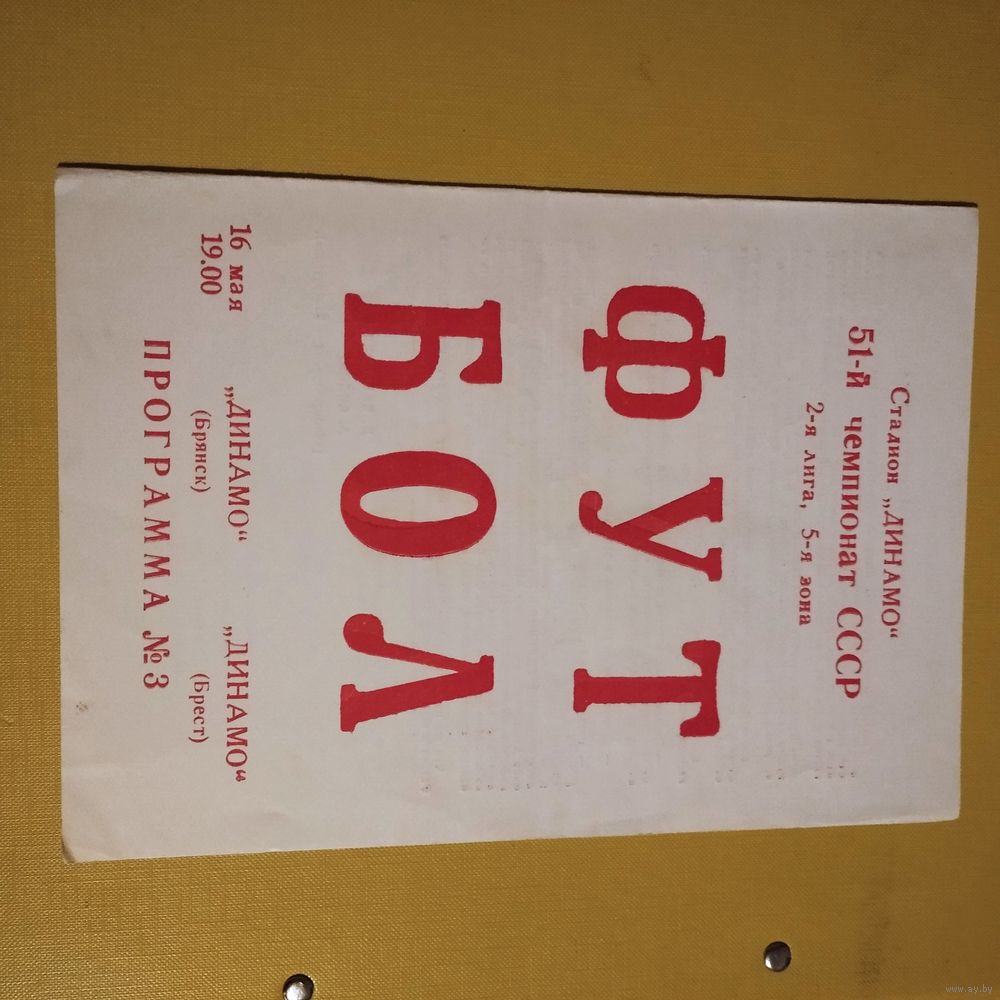 Стадион „ДИНАМО“
51-й чемпионат СССР
2-я лига, 5-я зона
ФУТ
БОЛ
16 мая „ДИНАМО“ „ДИНАМО“
19.00 (Брянск) (Брест)
ПРОГРАММА № 3
www.ay.by